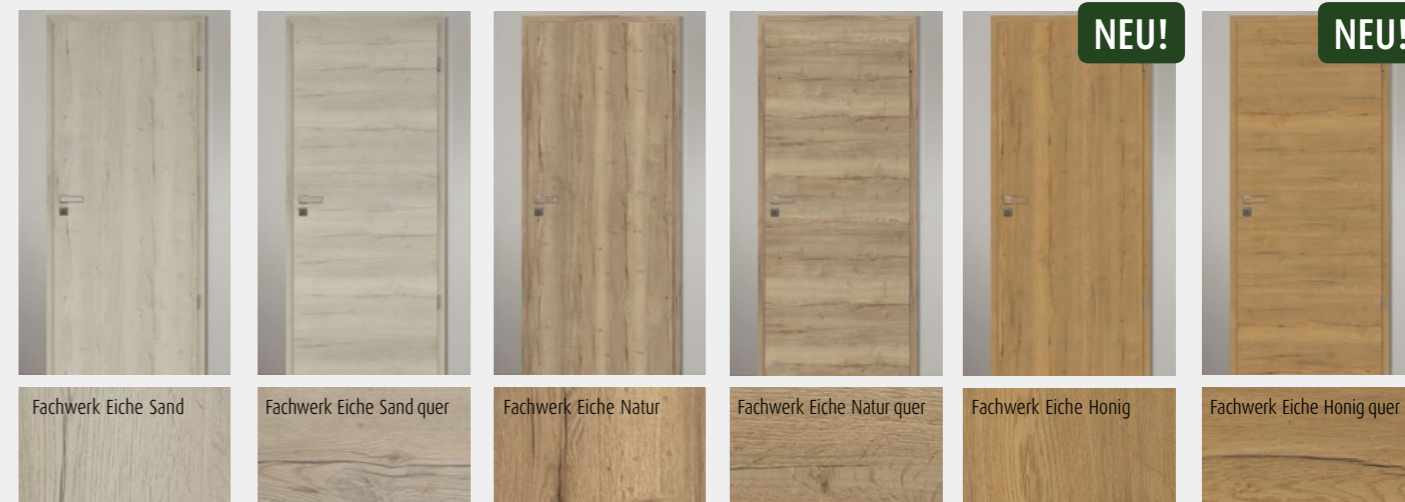 NEU!
NEU!
Fachwerk Eiche Sand
Fachwerk Eiche Sand quer
Fachwerk Eiche Natur
Fachwerk Eiche Natur quer
Fachwerk Eiche Honig
Fachwerk Eiche Honig quer